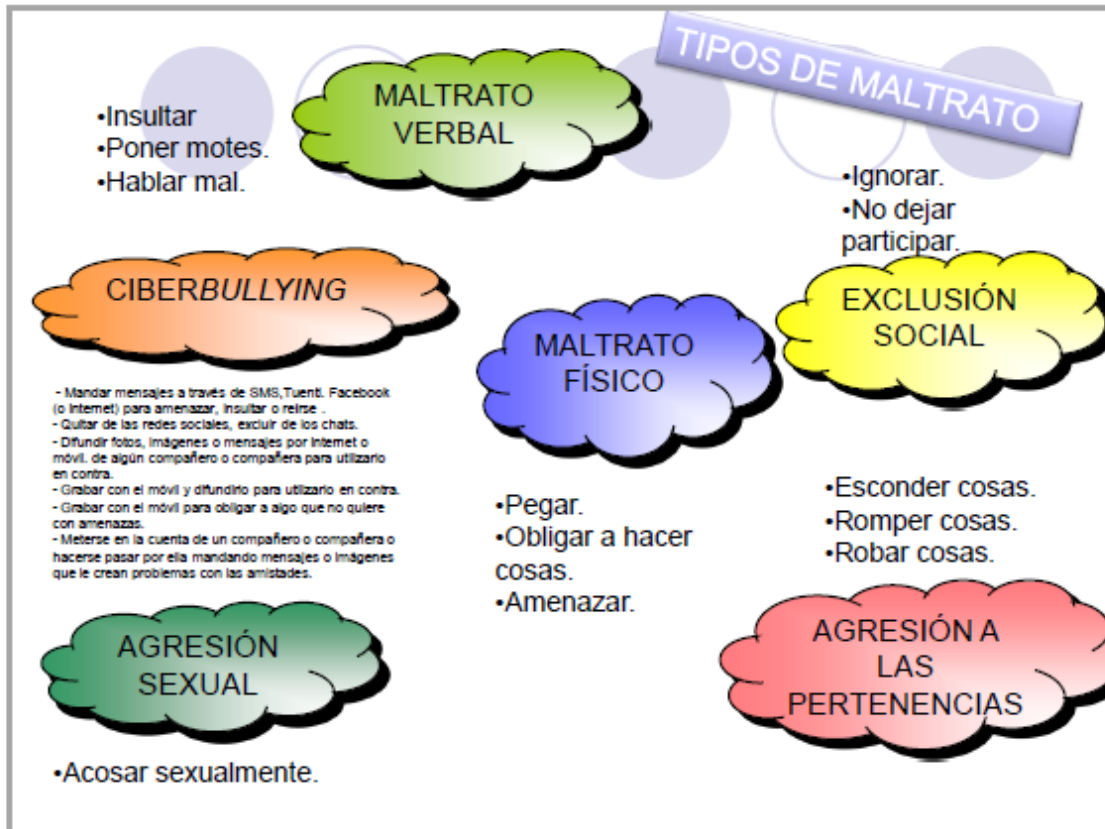 TIPOS DE MALTRATO
MALTRATO
VERBAL
•Insultar
•Poner motes.
•Hablar mal.
•Ignorar.
•No dejar
participar.
EXCLUSIÓN
SOCIAL
CIBERBULLYING
- Mandar mensajes a través de SMS,Tuenti. Facebook
(o Internet) para amenazar, insultar o reirse .
- Quitar de las redes sociales, excluir de los chats.
- Difundir fotos, imágenes o mensajes por Internet o
móvil. de algún compañero o compañera para utilizarlo
en contra.
- Grabar con el móvil y difundirlo para utilizarlo en contra.
- Grabar con el móvil para obligar a algo que no quiere
con amenazas.
- Meterse en la cuenta de un compañero o compañera o
hacerse pasar por ella mandando mensajes o imágenes
que le crean problemas con las amistades.
MALTRATO
FÍSICO
•Pegar.
•Obligar a hacer
cosas.
•Amenazar.
•Esconder cosas.
•Romper cosas.
•Robar cosas.
AGRESIÓN A
LAS
PERTENENCIAS
AGRESIÓN
SEXUAL
•Acosar sexualmente.